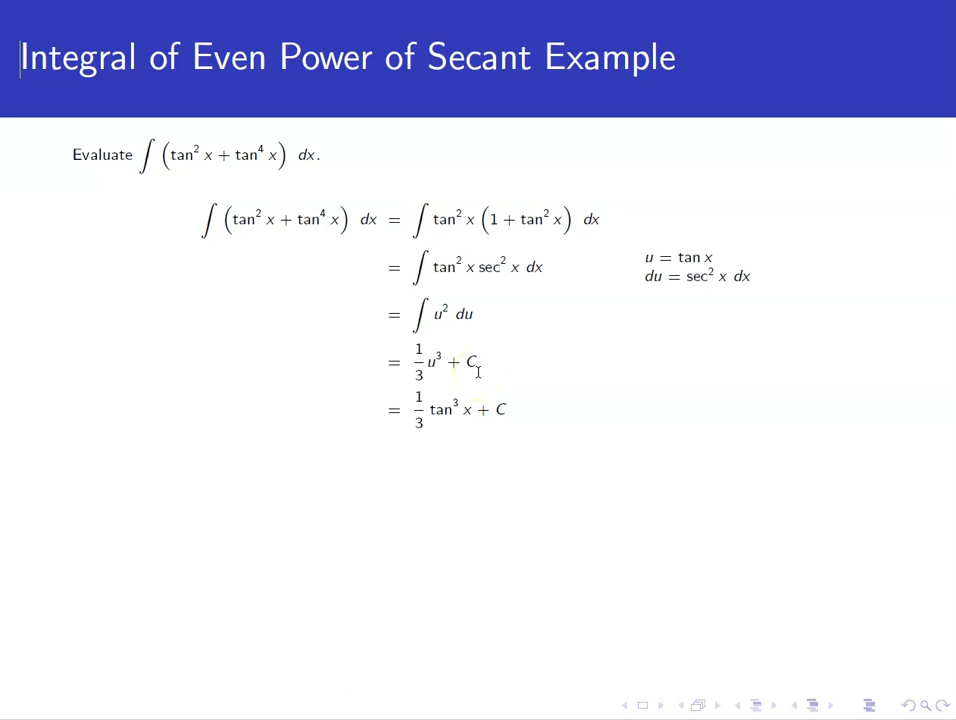 Integral of Even Power of Secant Example
Evaluate ∫ (tan² x + tan⁴ x) dx.
∫ (tan² x + tan⁴ x) dx = ∫ tan² x (1 + tan² x) dx
= ∫ tan² x sec² x dx
u = tan x
du = sec² x dx
= ∫ u² du
= 1/3 u³ + C
= 1/3 tan³ x + C